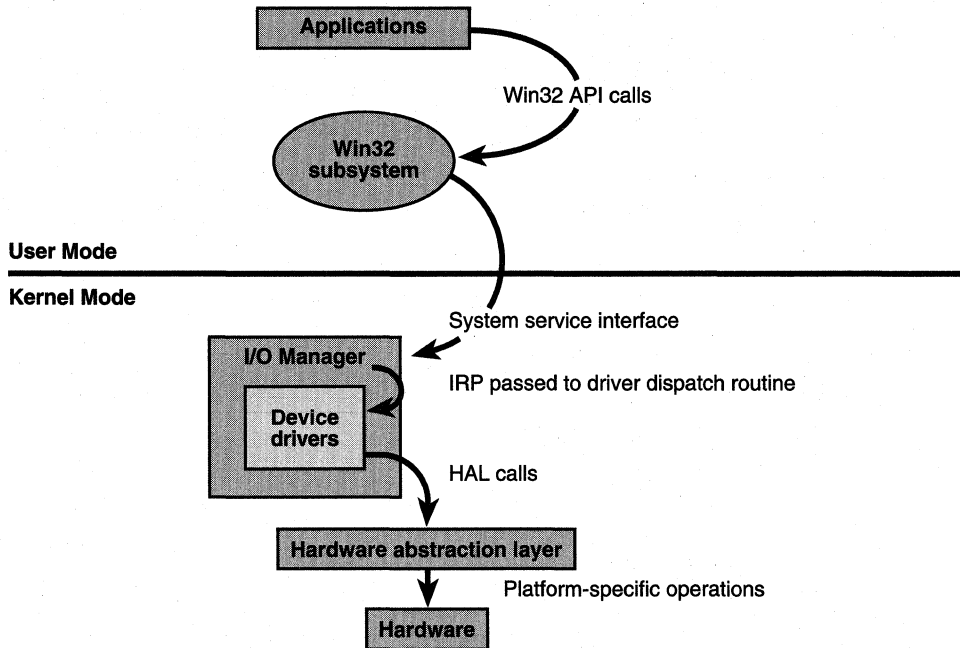 Applications
Win32 API calls
Win32
subsystem
User Mode
Kernel Mode
System service interface
I/O Manager
IRP passed to driver dispatch routine
Device
drivers
HAL calls
Hardware abstraction layer
Platform-specific operations
Hardware